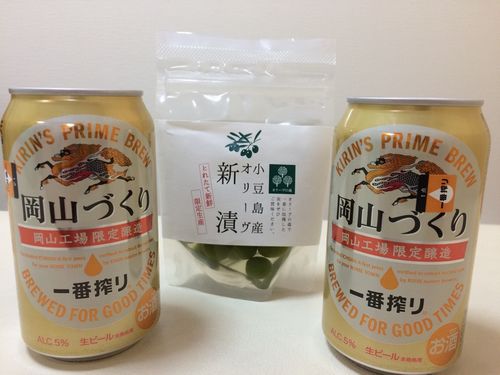 KIRIN'S PRIME BREW
岡山づくり
岡山工場限定醸造
一番搾り
BREWED FOR GOOD TIMES
ALC.5% 生ビール
お酒
小豆島産
オリーヴ
新漬
とれたて新鮮
限定生産
KIRIN'S PRIME BREW
岡山づくり
岡山工場限定醸造
一番搾り
BREWED FOR GOOD TIMES
ALC.5% 生ビール
お酒